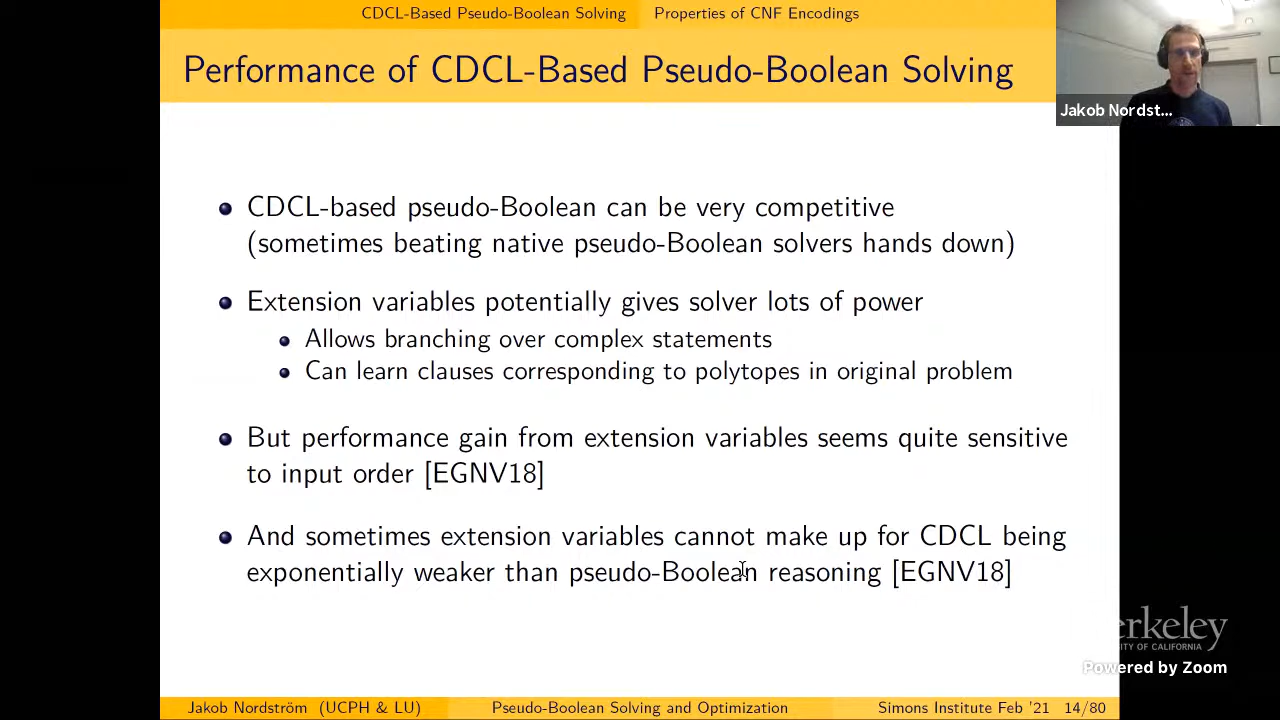 CDCL-Based Pseudo-Boolean Solving Properties of CNF Encodings
Performance of CDCL-Based Pseudo-Boolean Solving
Jakob Nordst...
CDCL-based pseudo-Boolean can be very competitive
(sometimes beating native pseudo-Boolean solvers hands down)
Extension variables potentially gives solver lots of power
Allows branching over complex statements
Can learn clauses corresponding to polytopes in original problem
But performance gain from extension variables seems quite sensitive
to input order [EGNV18]
And sometimes extension variables cannot make up for CDCL being
exponentially weaker than pseudo-Boolean reasoning [EGNV18]
Powered by Zoom
Jakob Nordström (UCPH & LU) Pseudo-Boolean Solving and Optimization Simons Institute Feb '21 14/80